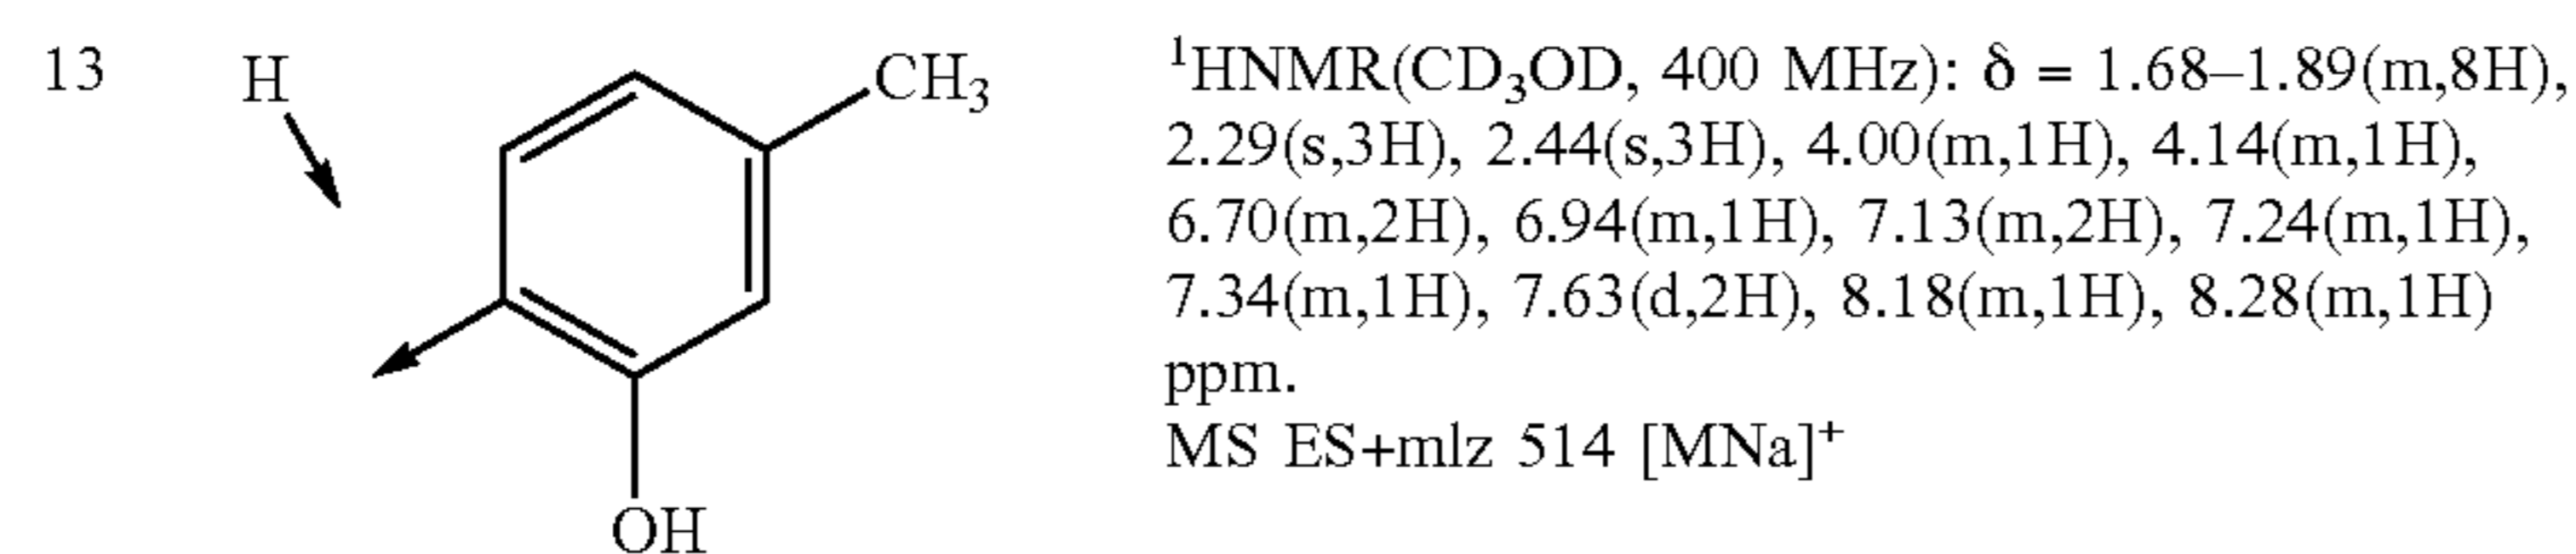 13
H
CH₃
OH
¹HNMR(CD₃OD, 400 MHz): δ = 1.68–1.89(m,8H),
2.29(s,3H), 2.44(s,3H), 4.00(m,1H), 4.14(m,1H),
6.70(m,2H), 6.94(m,1H), 7.13(m,2H), 7.24(m,1H),
7.34(m,1H), 7.63(d,2H), 8.18(m,1H), 8.28(m,1H)
ppm.
MS ES+mlz 514 [MNa]⁺